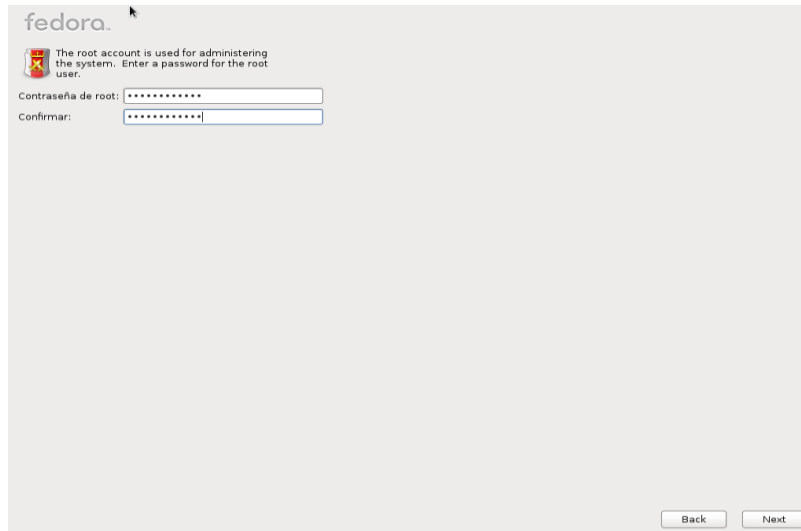 fedora
The root account is used for administering
the system. Enter a password for the root
user.
Contraseña de root: ••••••••••••
Confirmar: ••••••••••••
Back Next